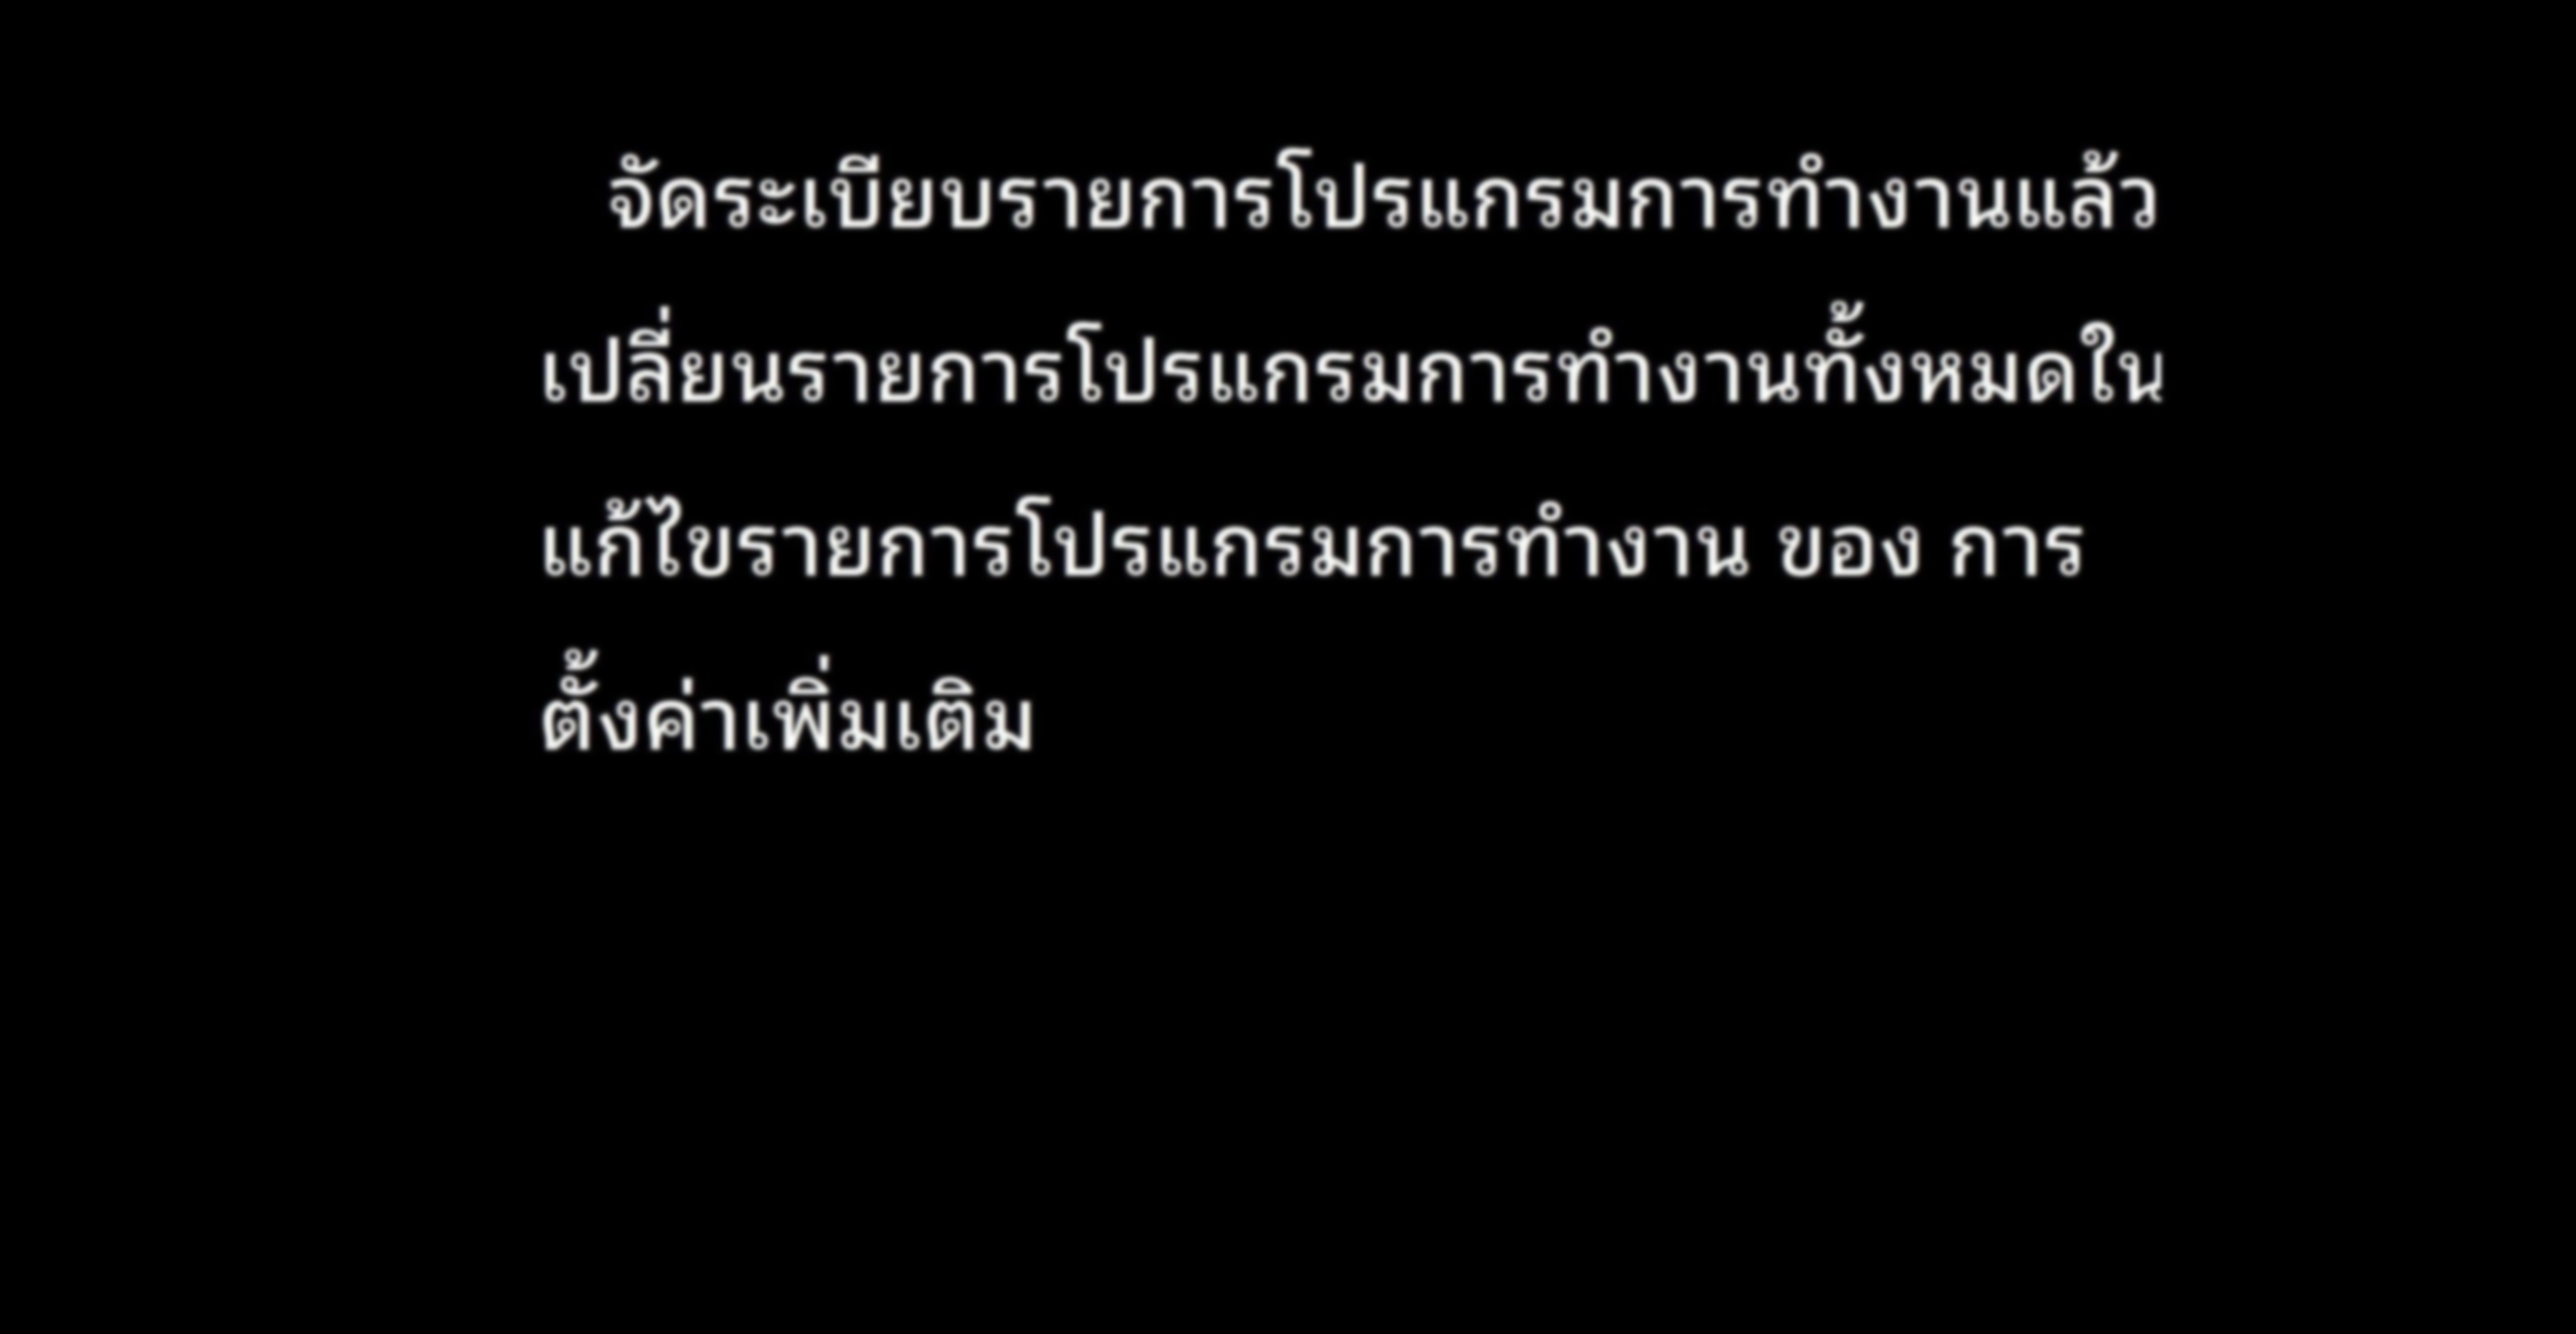 จัดระเบียบรายการโปรแกรมการทำงานแล้ว
เปลี่ยนรายการโปรแกรมการทำงานทั้งหมดใน
แก้ไขรายการโปรแกรมการทำงาน ของ การ
ตั้งค่าเพิ่มเติม